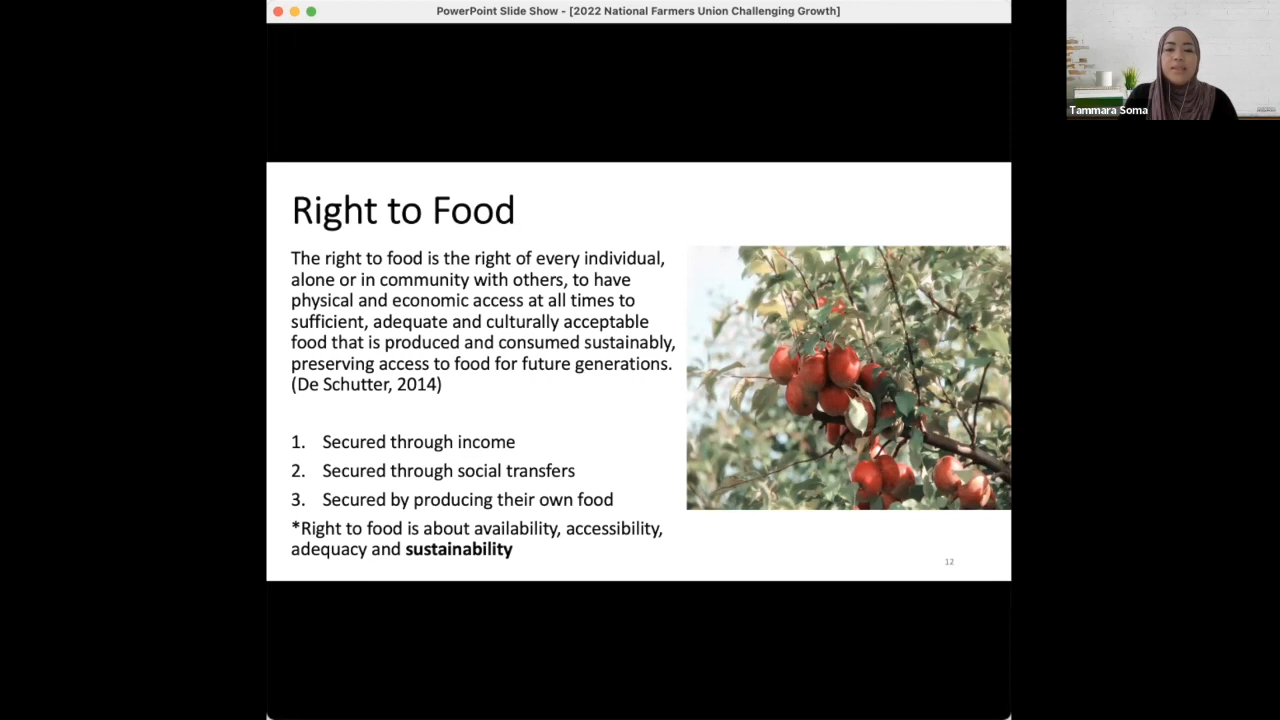 PowerPoint Slide Show - [2022 National Farmers Union Challenging Growth]
Tammara Soma
Right to Food
The right to food is the right of every individual,
alone or in community with others, to have
physical and economic access at all times to
sufficient, adequate and culturally acceptable
food that is produced and consumed sustainably,
preserving access to food for future generations.
(De Schutter, 2014)
1. Secured through income
2. Secured through social transfers
3. Secured by producing their own food
*Right to food is about availability, accessibility,
adequacy and sustainability
12